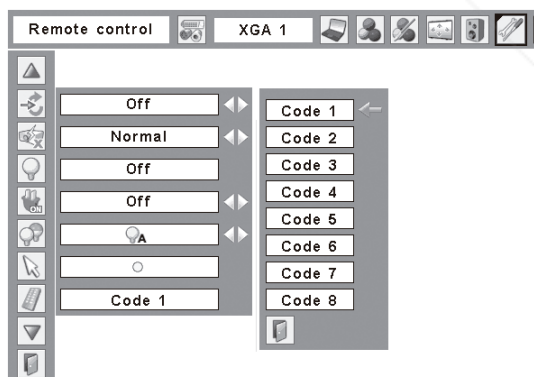 Remote control XGA 1
Off
Normal
Off
ON Off
A
Code 1
Code 1
Code 2
Code 3
Code 4
Code 5
Code 6
Code 7
Code 8